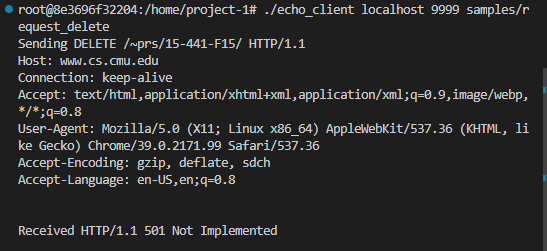 root@8e3696f32204:/home/project-1# ./echo_client localhost 9999 samples/r
equest_delete
Sending DELETE /~prs/15-441-F15/ HTTP/1.1
Host: www.cs.cmu.edu
Connection: keep-alive
Accept: text/html,application/xhtml+xml,application/xml;q=0.9,image/webp,
*/*;q=0.8
User-Agent: Mozilla/5.0 (X11; Linux x86_64) AppleWebKit/537.36 (KHTML, li
ke Gecko) Chrome/39.0.2171.99 Safari/537.36
Accept-Encoding: gzip, deflate, sdch
Accept-Language: en-US,en;q=0.8
Received HTTP/1.1 501 Not Implemented